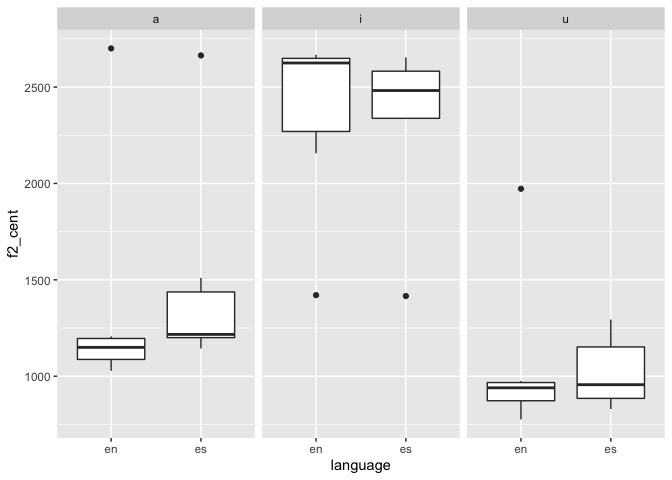 a i u
f2_cent
2500
2000
1500
1000
en es en es en es
language